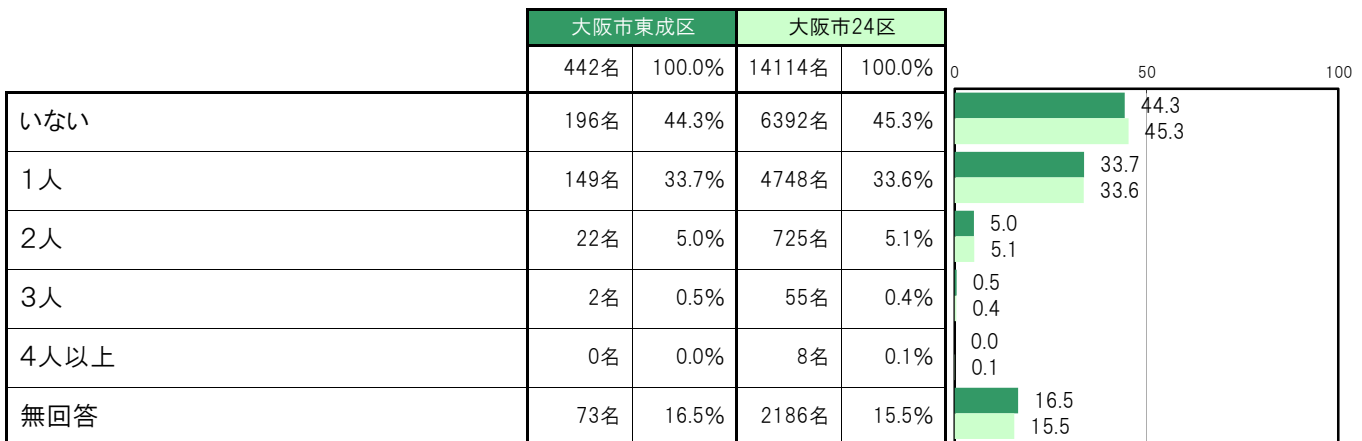 大阪市東成区 大阪市24区
442名 100.0% 14114名 100.0% 0 50 100
いない 196名 44.3% 6392名 45.3% 44.3 45.3
1人 149名 33.7% 4748名 33.6% 33.7 33.6
2人 22名 5.0% 725名 5.1% 5.0 5.1
3人 2名 0.5% 55名 0.4% 0.5 0.4
4人以上 0名 0.0% 8名 0.1% 0.0 0.1
無回答 73名 16.5% 2186名 15.5% 16.5 15.5